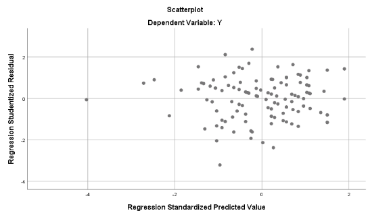 Scatterplot
Dependent Variable: Y
Regression Studentized Residual
2
0
-2
-4
-4
-2
0
2
Regression Standardized Predicted Value